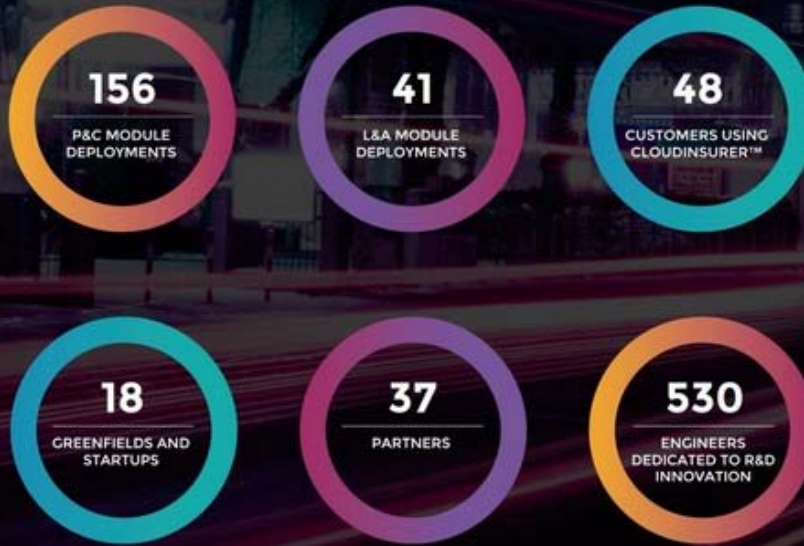 156
P&C MODULE
DEPLOYMENTS
41
L&A MODULE
DEPLOYMENTS
48
CUSTOMERS USING
CLOUDINSURER™
18
GREENFIELDS AND
STARTUPS
37
PARTNERS
530
ENGINEERS
DEDICATED TO R&D
INNOVATION